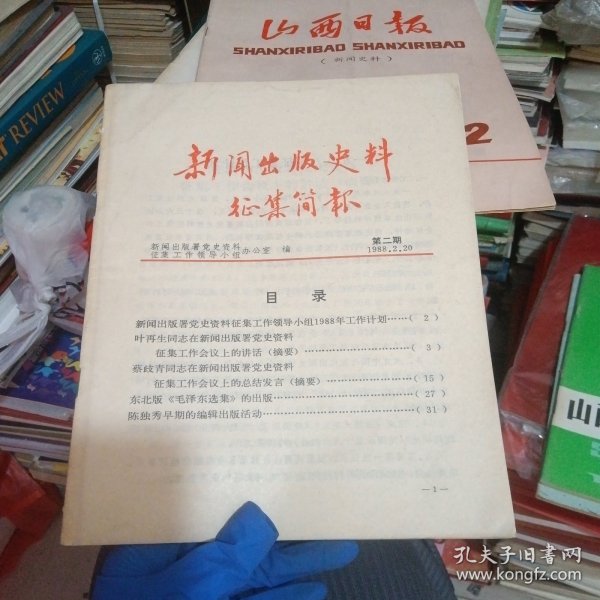 山西日报
SHANXIRIBAO SHANXIRIBAO
(新闻史料)
2
REVIEW
新闻出版史料
征集简报
新闻出版署党史资料
征集工作领导小组 办公室 编
第二期
1988.2.20
目 录
新闻出版署党史资料征集工作领导小组1988年工作计划……( 2 )
叶再生同志在新闻出版署党史资料
征集工作会议上的讲话（摘要）……………………( 3 )
蔡岐青同志在新闻出版署党史资料
征集工作会议上的总结发言（摘要）………………( 15 )
东北版《毛泽东选集》的出版……………………………( 27 )
陈独秀早期的编辑出版活动………………………………( 31 )
—1—
山
孔夫子旧书网
www.kongfz.com